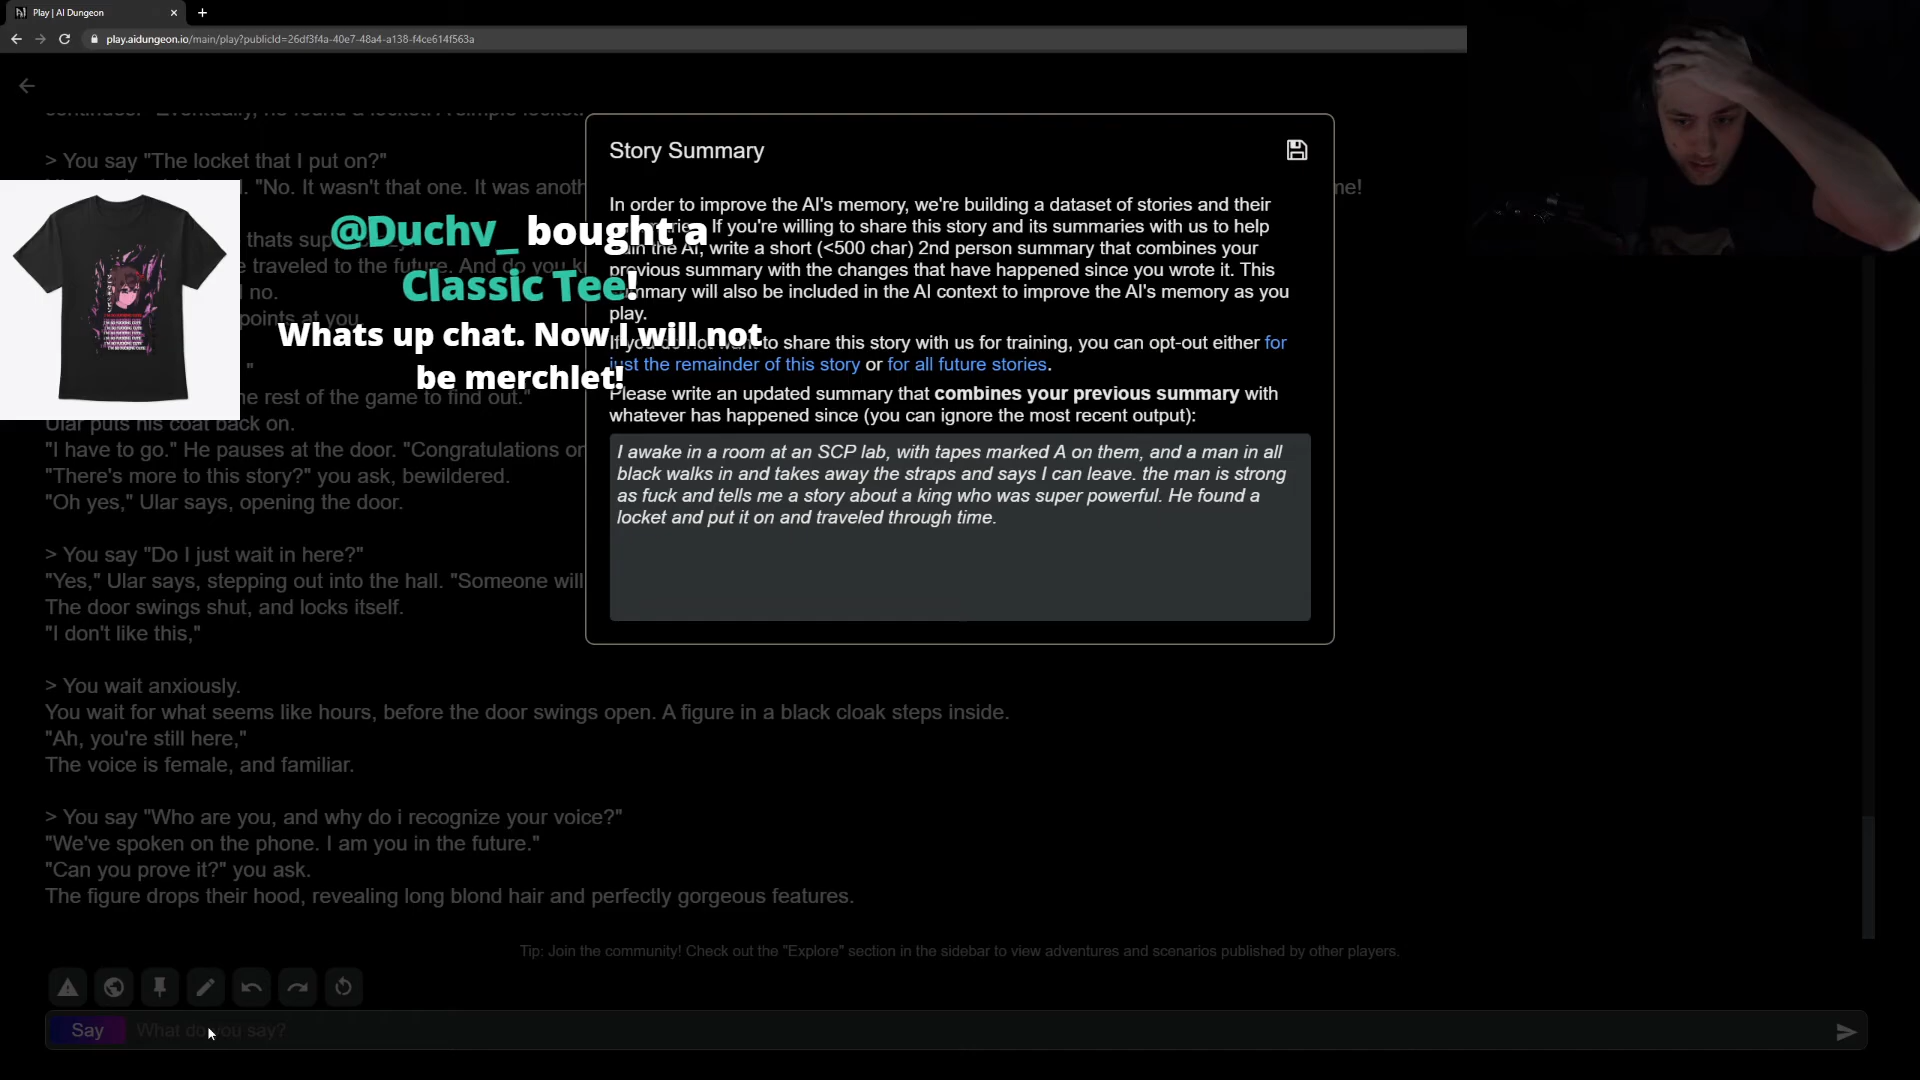 Play | AI Dungeon
play.aidungeon.io/main/play?publicId=26df3f4a-40e7-48a4-a138-f4ce614f563a
> You say "The locket that I put on?"
"No. It wasn't that one. It was anoth
me!
thats sup
e traveled to the future. And do you k
l no.
points at you
"
ne rest of the game to find out."
Ular puts his coat back on.
"I have to go." He pauses at the door. "Congratulations or
"There's more to this story?" you ask, bewildered.
"Oh yes," Ular says, opening the door.
> You say "Do I just wait in here?"
"Yes," Ular says, stepping out into the hall. "Someone will
The door swings shut, and locks itself.
"I don't like this,"
> You wait anxiously.
You wait for what seems like hours, before the door swings open. A figure in a black cloak steps inside.
"Ah, you're still here,"
The voice is female, and familiar.
> You say "Who are you, and why do i recognize your voice?"
"We've spoken on the phone. I am you in the future."
"Can you prove it?" you ask.
The figure drops their hood, revealing long blond hair and perfectly gorgeous features.
@Duchv_ bought a
Classic Tee!
Whats up chat. Now I will not
be merchlet!
Story Summary
In order to improve the AI's memory, we're building a dataset of stories and their
If you're willing to share this story and its summaries with us to help
the AI, write a short (<500 char) 2nd person summary that combines your
previous summary with the changes that have happened since you wrote it. This
summary will also be included in the AI context to improve the AI's memory as you
play.
If you do not want to share this story with us for training, you can opt-out either for
just the remainder of this story or for all future stories.
Please write an updated summary that combines your previous summary with
whatever has happened since (you can ignore the most recent output):
I awake in a room at an SCP lab, with tapes marked A on them, and a man in all
black walks in and takes away the straps and says I can leave. the man is strong
as fuck and tells me a story about a king who was super powerful. He found a
locket and put it on and traveled through time.
Tip: Join the community! Check out the "Explore" section in the sidebar to view adventures and scenarios published by other players.
Say
What do you say?